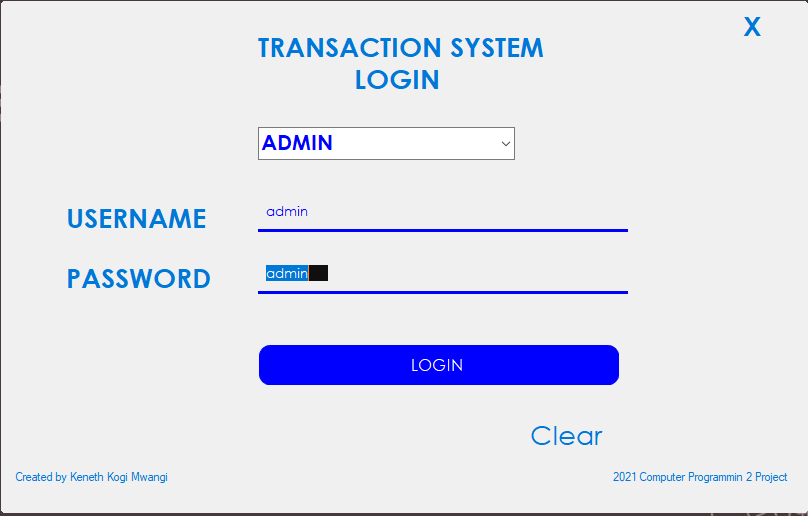 X
TRANSACTION SYSTEM
LOGIN
ADMIN
USERNAME
admin
PASSWORD
admin
LOGIN
Clear
Created by Keneth Kogi Mwangi
2021 Computer Programmin 2 Project